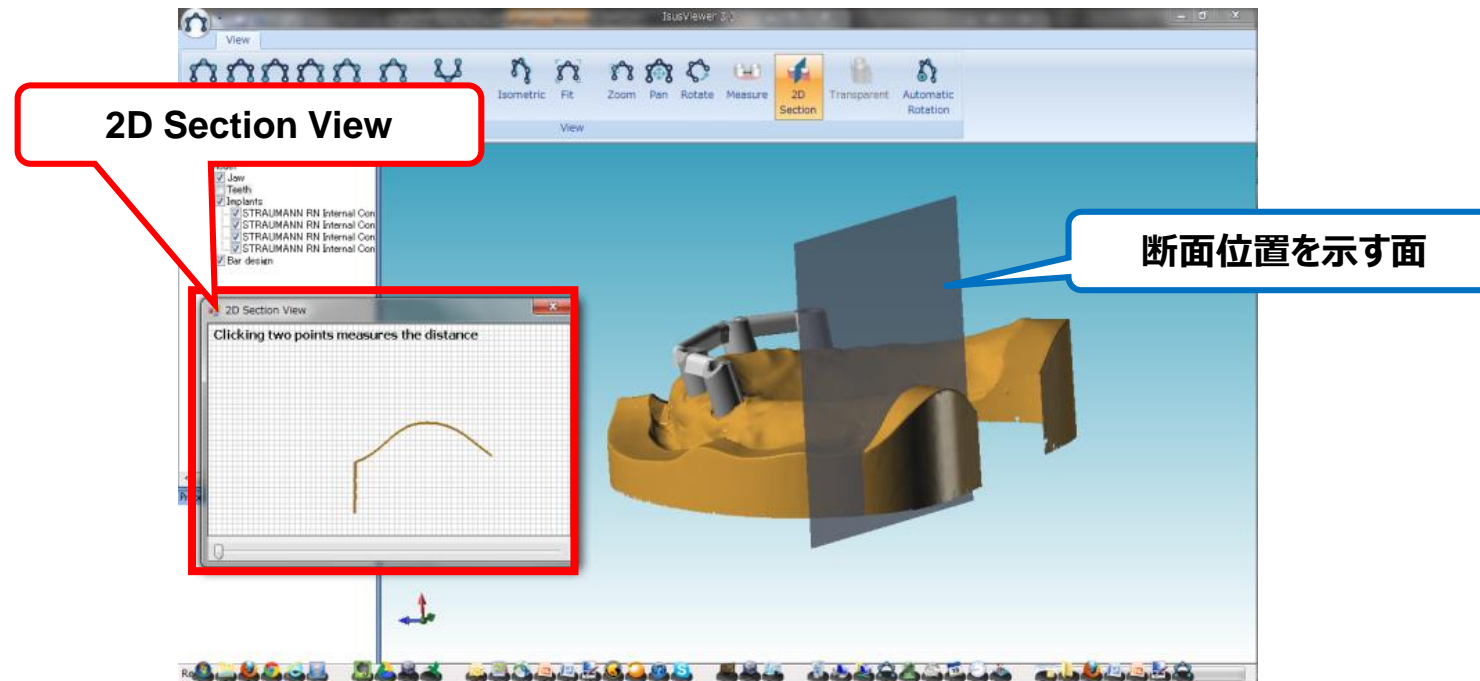 IsusViewer 3.0
View
Isometric
Fit
Zoom
Pan
Rotate
Measure
2D
Section
Transparent
Automatic
Rotation
View
2D Section View
Jaw
Teeth
Implants
STRAUMANN RN Internal Con
STRAUMANN RN Internal Con
STRAUMANN RN Internal Con
STRAUMANN RN Internal Con
Bar design
断面位置を示す面
2D Section View
Clicking two points measures the distance